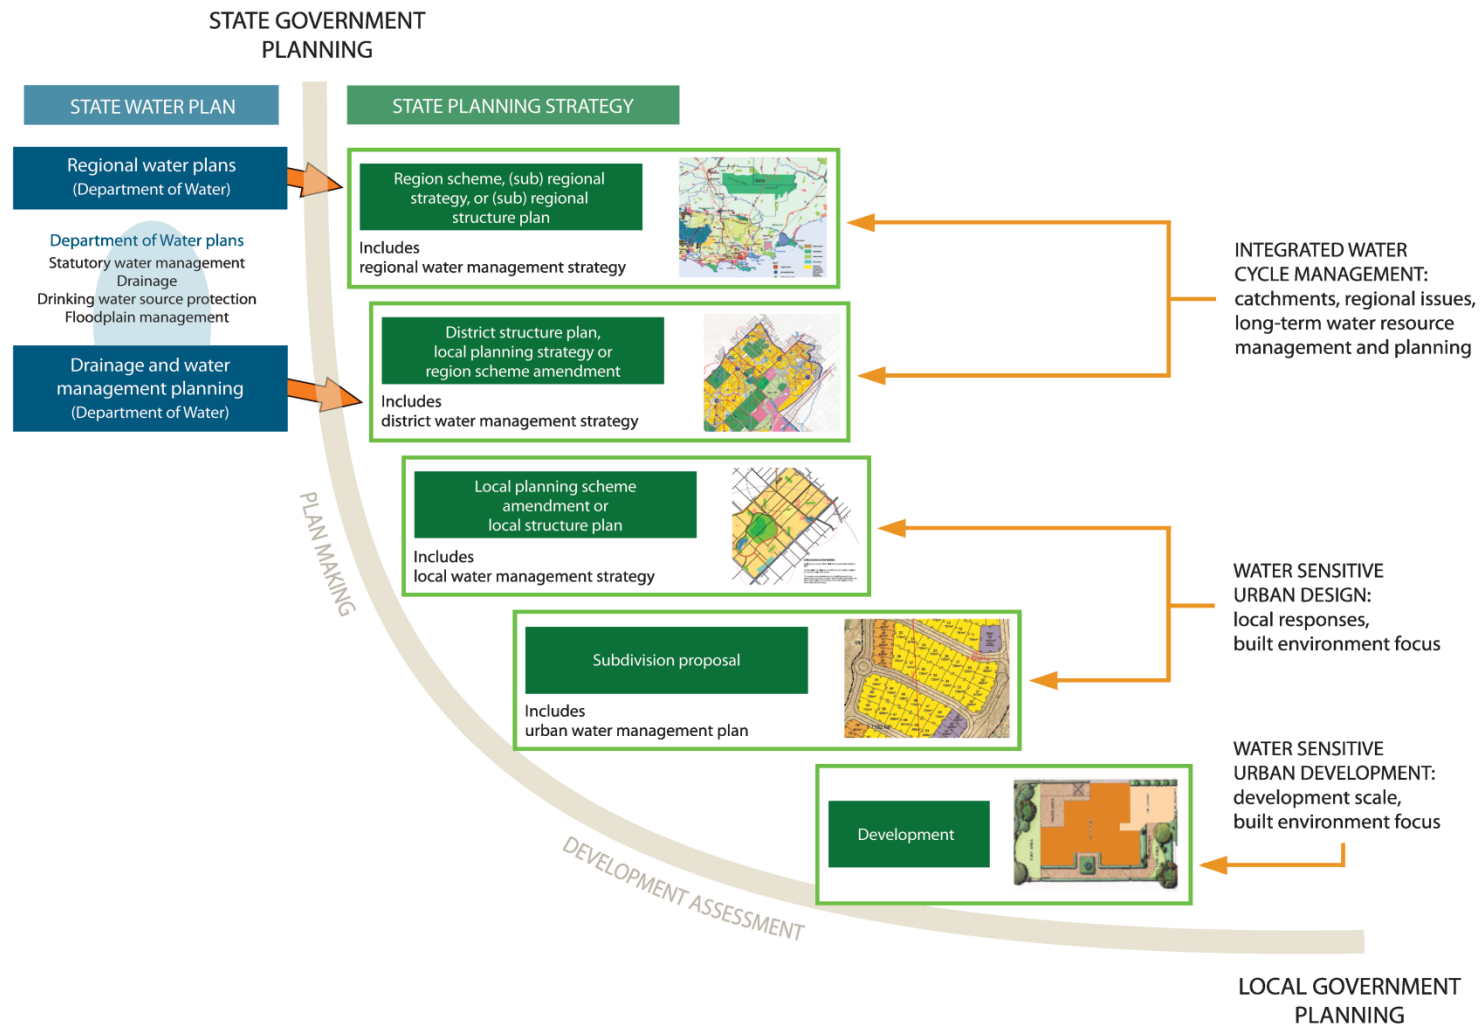 STATE GOVERNMENT
PLANNING
STATE WATER PLAN
STATE PLANNING STRATEGY
Regional water plans
(Department of Water)
Department of Water plans
Statutory water management
Drainage
Drinking water source protection
Floodplain management
Drainage and water
management planning
(Department of Water)
Region scheme, (sub) regional
strategy, or (sub) regional
structure plan
Includes
regional water management strategy
District structure plan,
local planning strategy or
region scheme amendment
Includes
district water management strategy
Local planning scheme
amendment or
local structure plan
Includes
local water management strategy
Subdivision proposal
Includes
urban water management plan
Development
INTEGRATED WATER
CYCLE MANAGEMENT:
catchments, regional issues,
long-term water resource
management and planning
WATER SENSITIVE
URBAN DESIGN:
local responses,
built environment focus
WATER SENSITIVE
URBAN DEVELOPMENT:
development scale,
built environment focus
PLAN MAKING
DEVELOPMENT ASSESSMENT
LOCAL GOVERNMENT
PLANNING